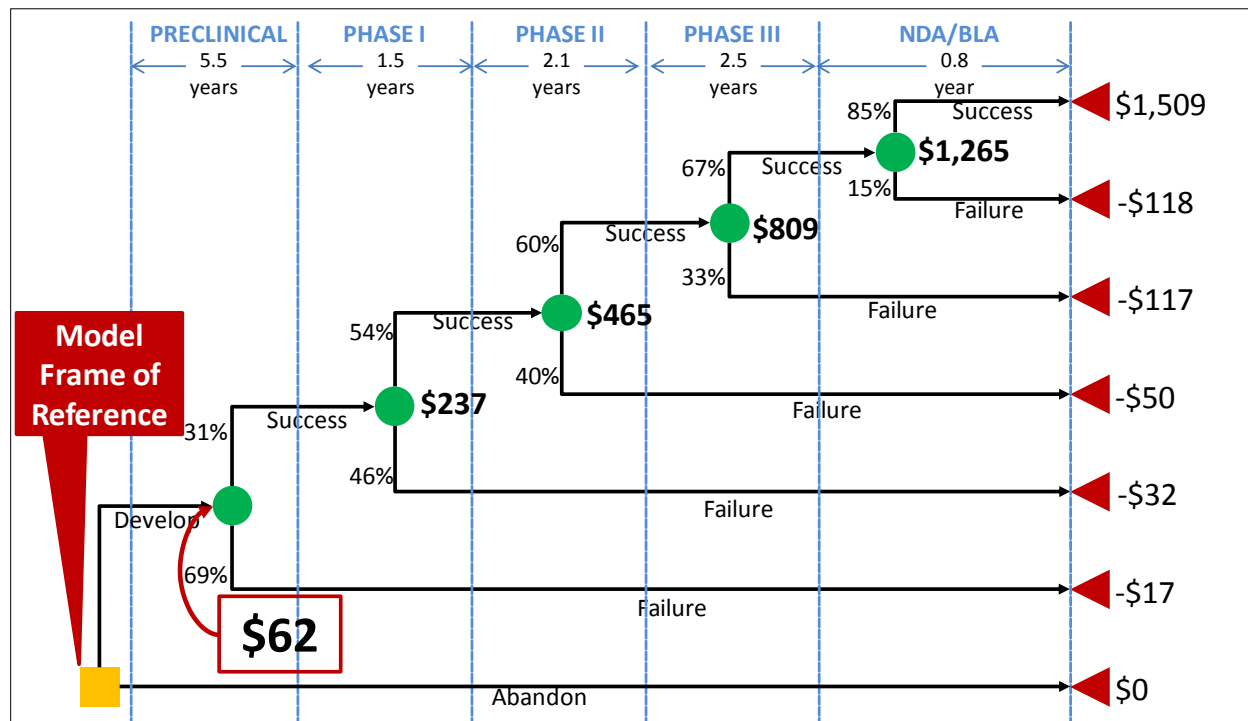 PRECLINICAL PHASE I PHASE II PHASE III NDA/BLA
5.5 1.5 2.1 2.5 0.8
years years years years year
$1,509
85% Success
$1,265
67% Success 15%
Failure -$118
$809
60% Success
33%
Failure -$117
$465
54% Success
40%
Failure -$50
Model
Frame of
Reference
$237
31% Success
46%
Failure -$32
Develop
69%
Failure -$17
$62
Abandon $0